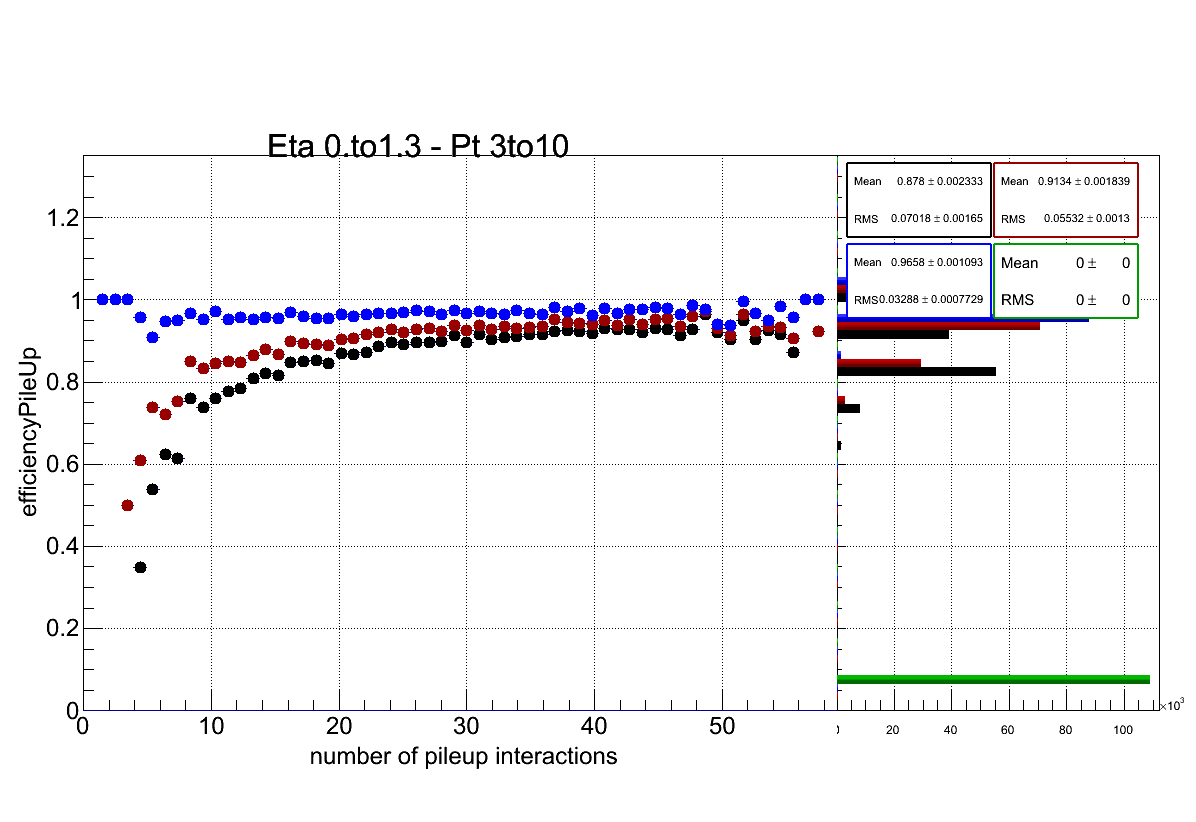 Eta 0.to1.3 - Pt 3to10
Mean 0.878 ± 0.002333
RMS 0.07018 ± 0.00165
Mean 0.9134 ± 0.001839
RMS 0.05532 ± 0.0013
Mean 0.9658 ± 0.001093
RMS 0.03288 ± 0.0007729
Mean 0 ± 0
RMS 0 ± 0
efficiencyPileUp
1.2
1
0.8
0.6
0.4
0.2
0
0 10 20 30 40 50
number of pileup interactions
20 40 60 80 100
×10³